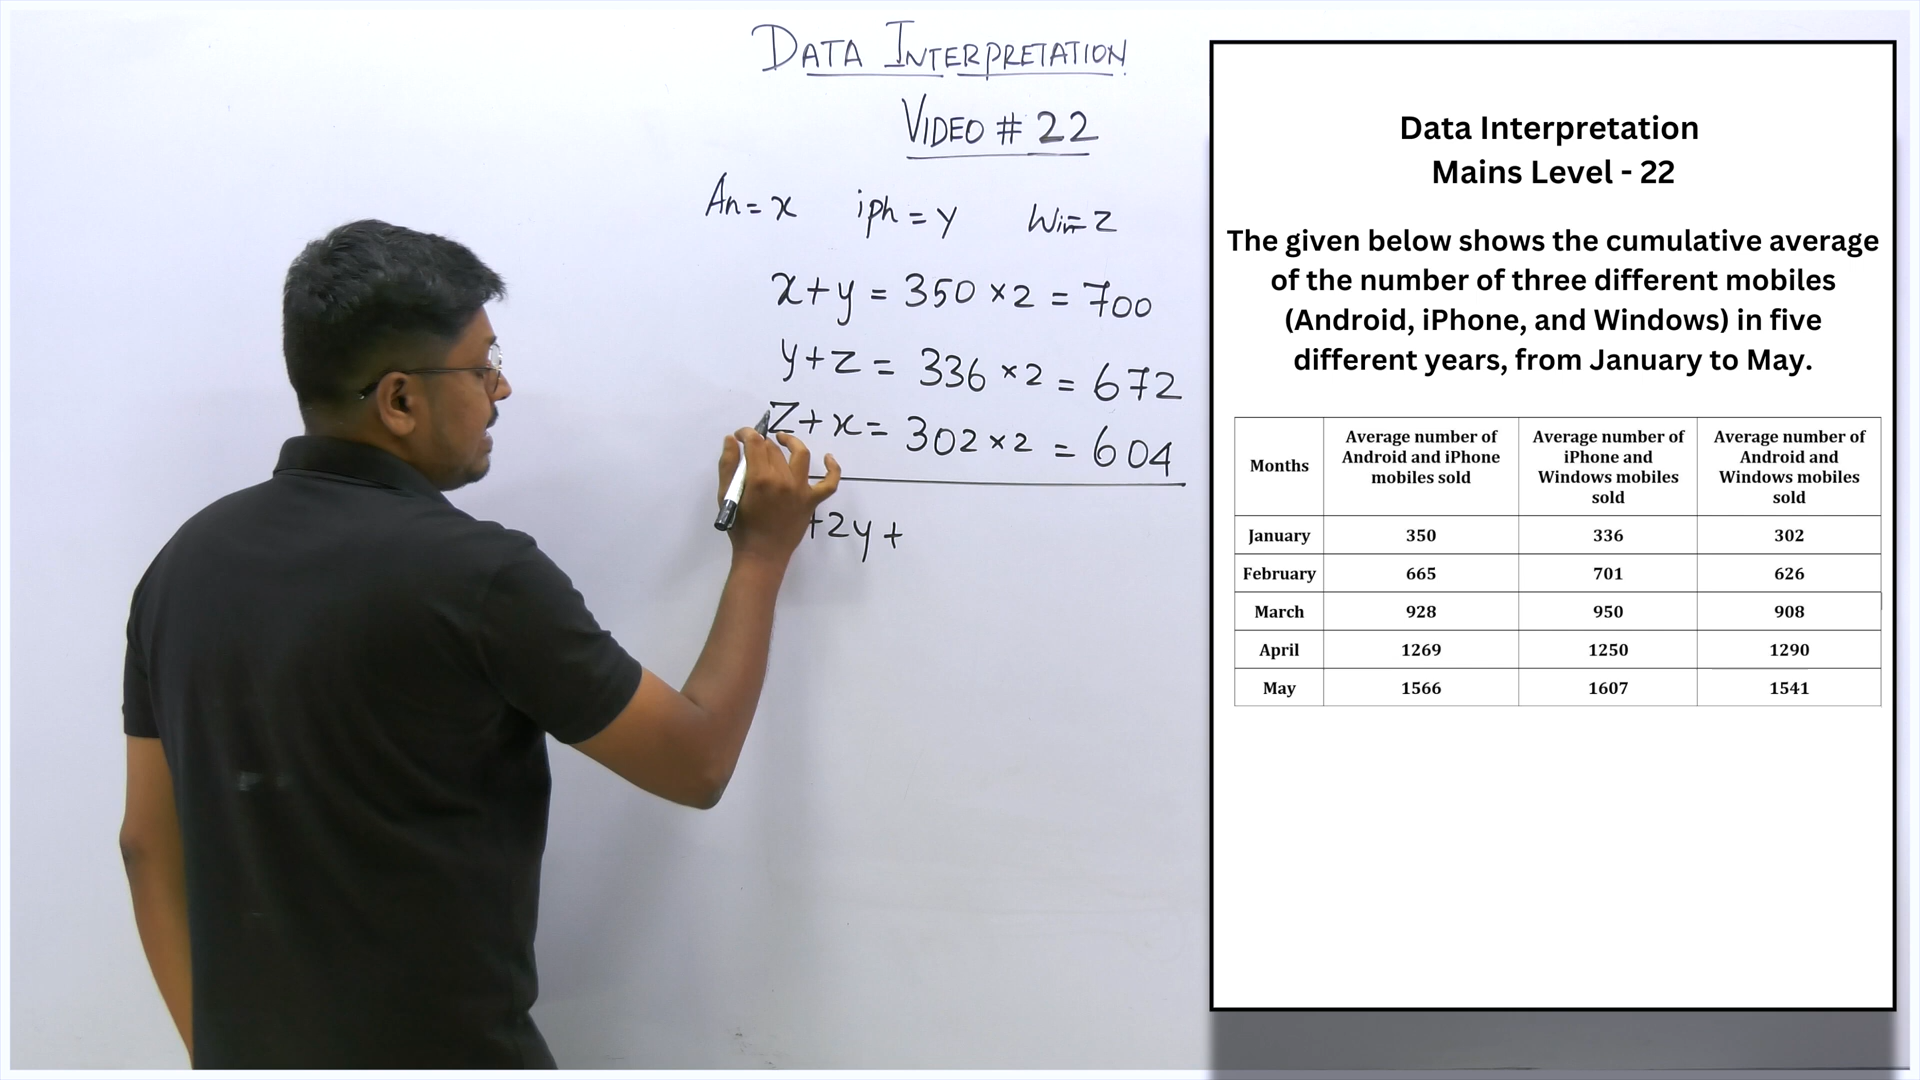 DATA INTERPRETATION
VIDEO # 22
An = x iph = y Win = z
x + y = 350 × 2 = 700
y + z = 336 × 2 = 672
z + x = 302 × 2 = 604
+ 2y +
Data Interpretation
Mains Level - 22
The given below shows the cumulative average
of the number of three different mobiles
(Android, iPhone, and Windows) in five
different years, from January to May.
Months | Average number of Android and iPhone mobiles sold | Average number of iPhone and Windows mobiles sold | Average number of Android and Windows mobiles sold
January 350 336 302
February 665 701 626
March 928 950 908
April 1269 1250 1290
May 1566 1607 1541